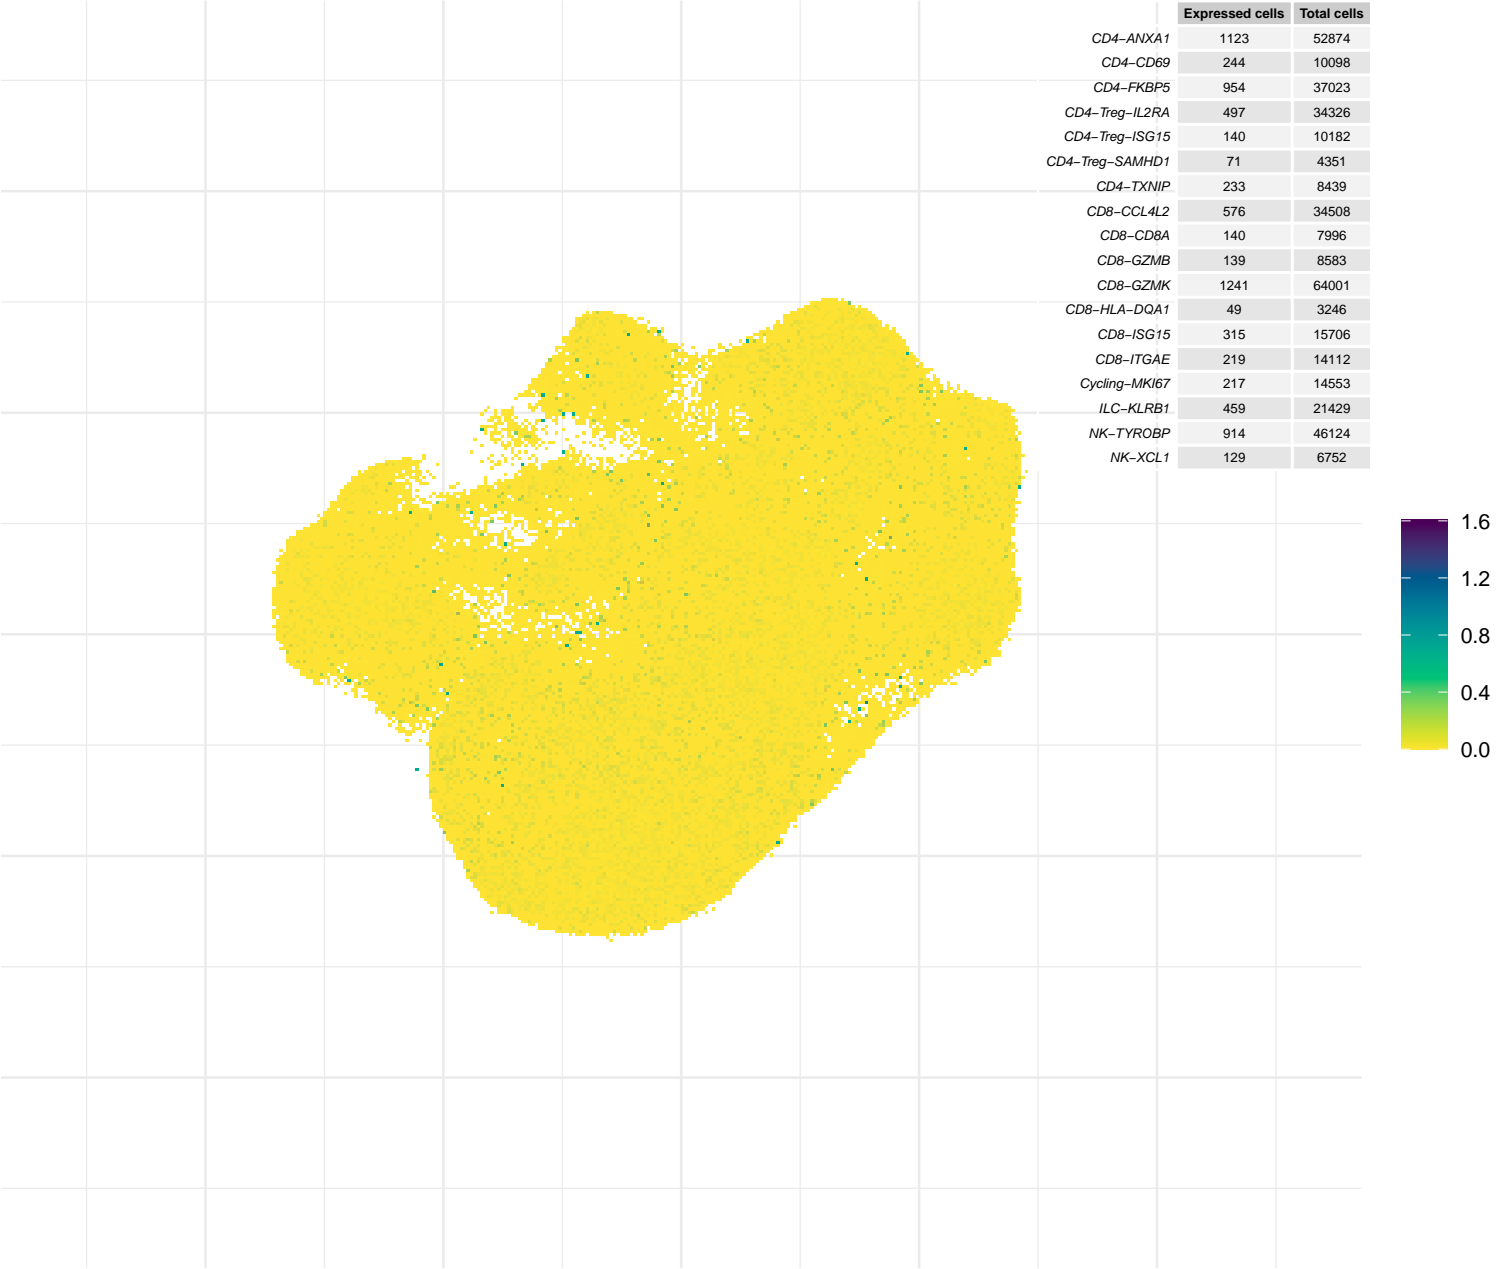 Expressed cells Total cells
CD4−ANXA1 1123 52874
CD4−CD69 244 10098
CD4−FKBP5 954 37023
CD4−Treg−IL2RA 497 34326
CD4−Treg−ISG15 140 10182
CD4−Treg−SAMHD1 71 4351
CD4−TXNIP 233 8439
CD8−CCL4L2 576 34508
CD8−CD8A 140 7996
CD8−GZMB 139 8583
CD8−GZMK 1241 64001
CD8−HLA−DQA1 49 3246
CD8−ISG15 315 15706
CD8−ITGAE 219 14112
Cycling−MKI67 217 14553
ILC−KLRB1 459 21429
NK−TYROBP 914 46124
NK−XCL1 129 6752
1.6
1.2
0.8
0.4
0.0